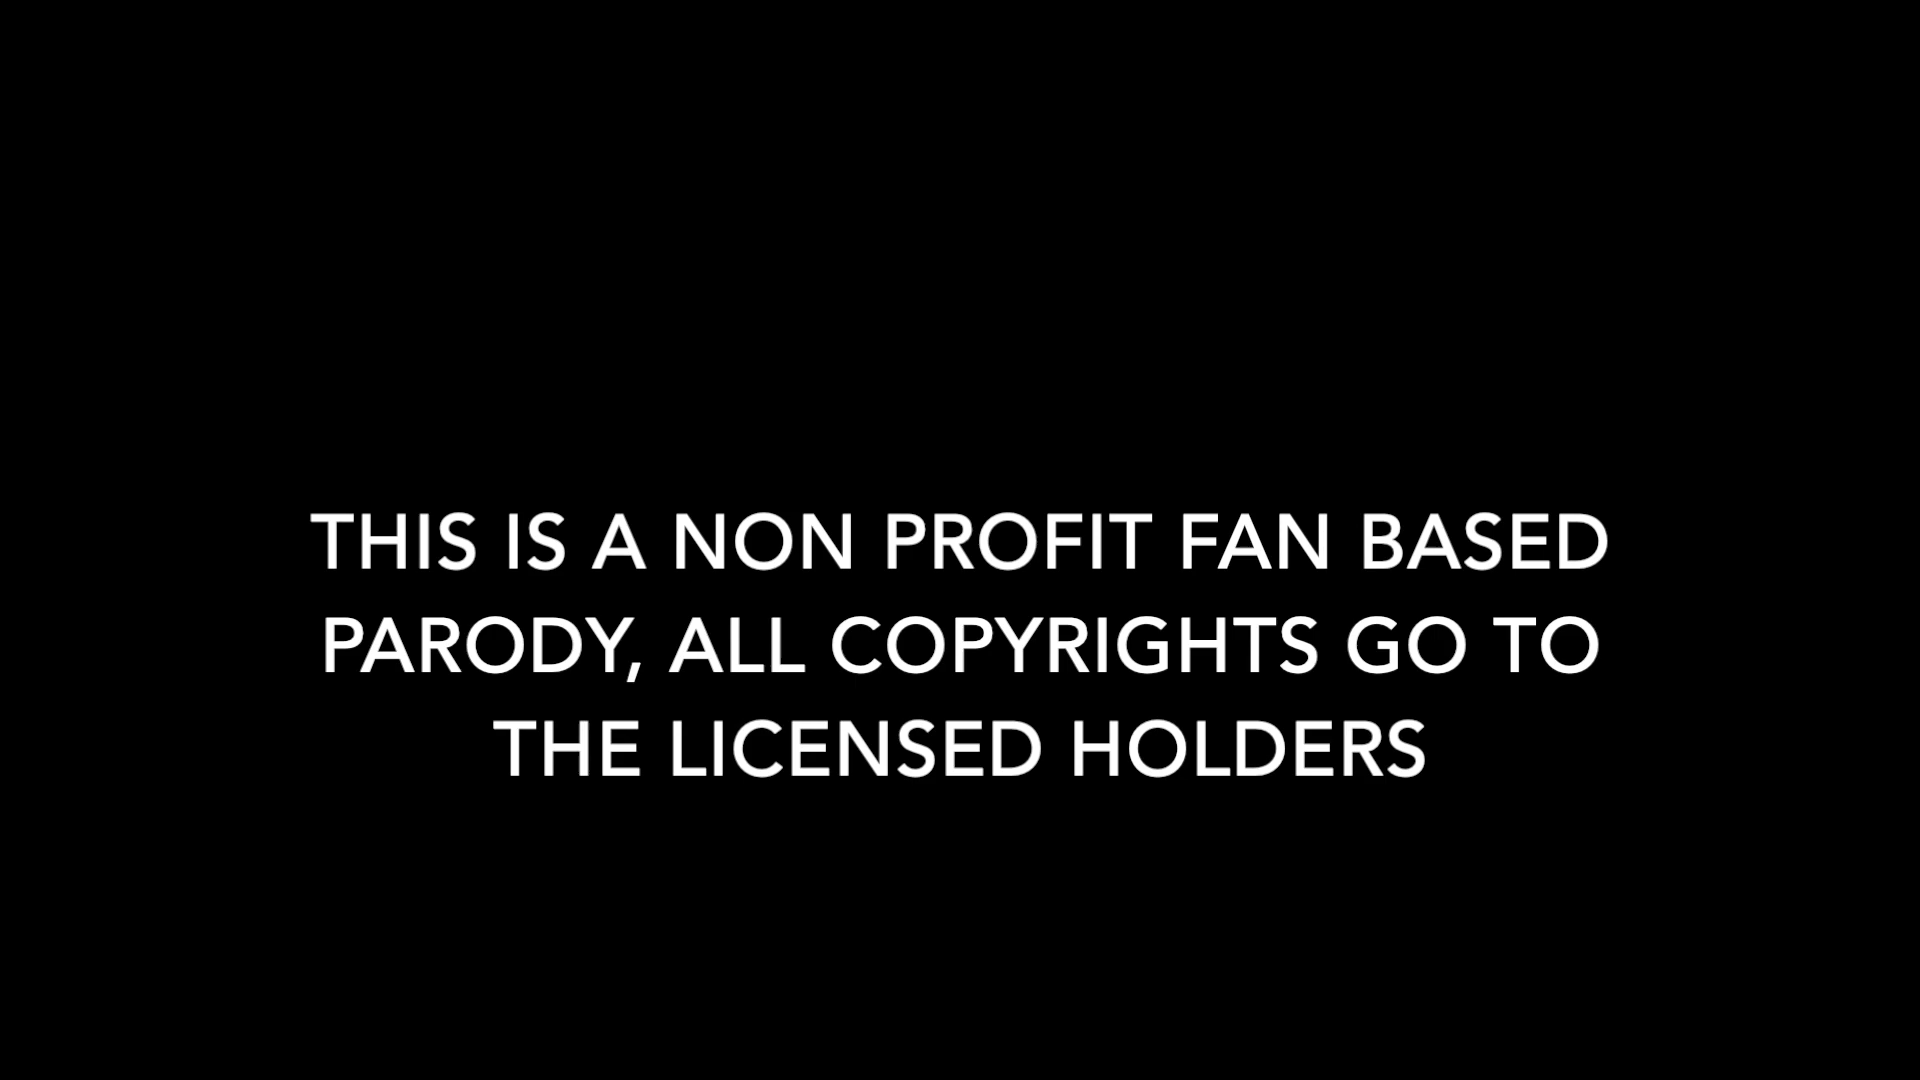 THIS IS A NON PROFIT FAN BASED
PARODY, ALL COPYRIGHTS GO TO
THE LICENSED HOLDERS